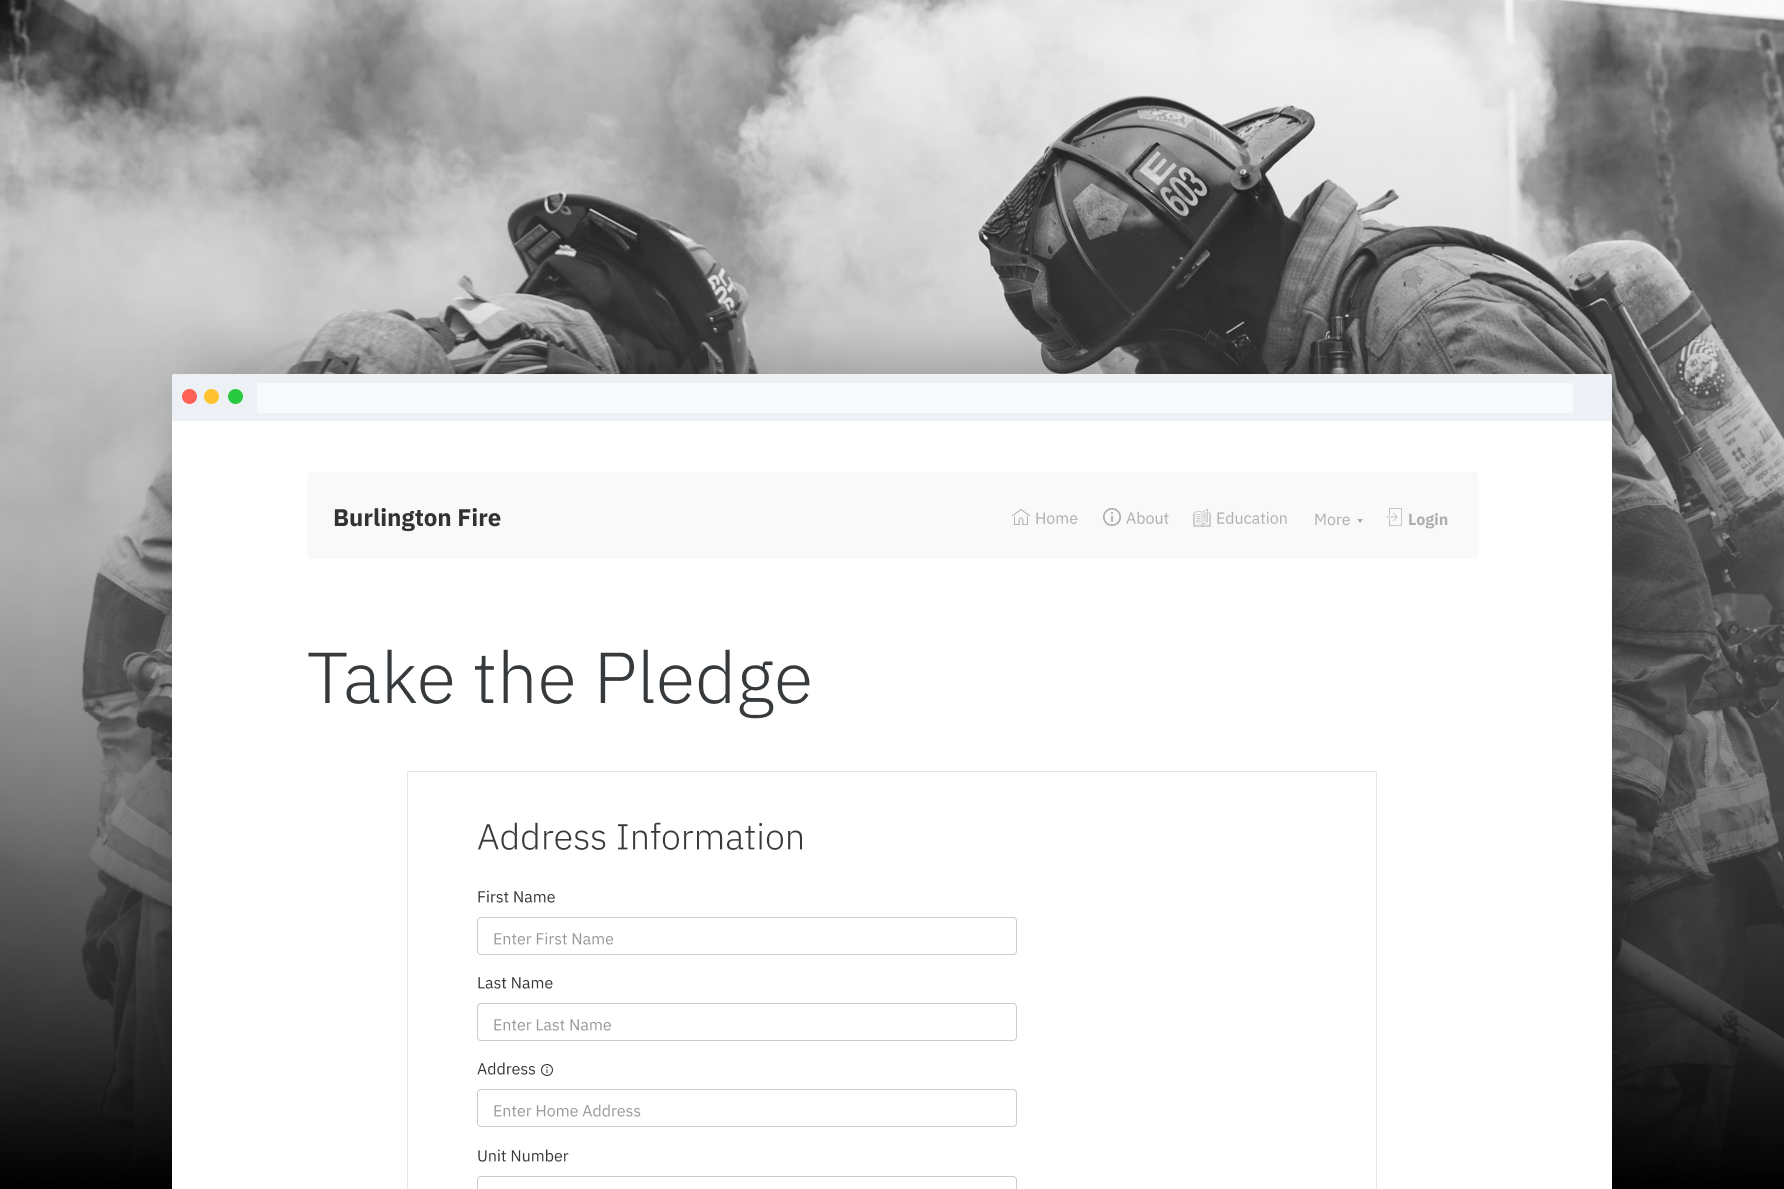 E
603
Burlington Fire
Home
About
Education
More
Login
Take the Pledge
Address Information
First Name
Enter First Name
Last Name
Enter Last Name
Address
Enter Home Address
Unit Number